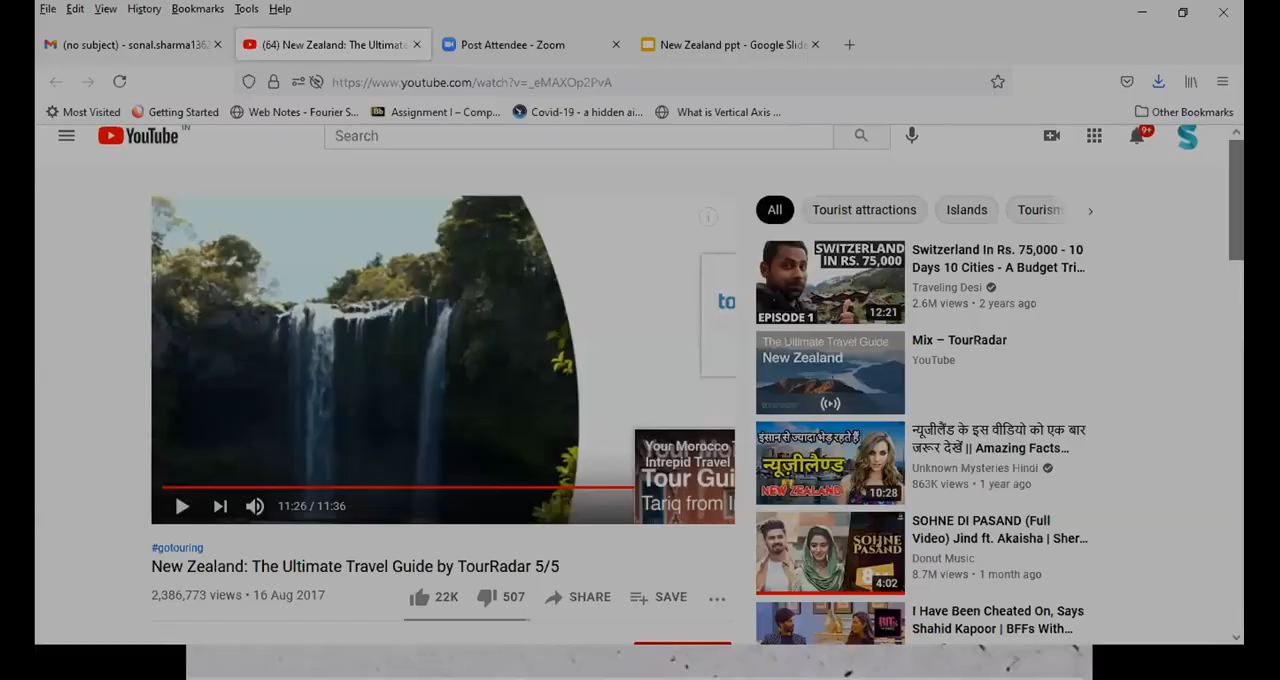 File Edit View History Bookmarks Tools Help
(no subject) - sonal.sharma136
(64) New Zealand: The Ultimate
Post Attendee - Zoom
New Zealand ppt - Google Slide
https://www.youtube.com/watch?v=_eMAXOp2PvA
Most Visited
Getting Started
Web Notes - Fourier S...
Assignment I – Comp...
Covid-19 - a hidden ai...
What is Vertical Axis ...
Other Bookmarks
YouTube IN
Search
9+
S
All
Tourist attractions
Islands
Tourism
to
Your Morocco T
Intrepid Travel
Tour Gui
Tariq from In
11:26 / 11:36
#gotouring
New Zealand: The Ultimate Travel Guide by TourRadar 5/5
2,386,773 views • 16 Aug 2017
22K
507
SHARE
SAVE
SWITZERLAND
IN RS. 75,000
EPISODE 1
12:21
Switzerland In Rs. 75,000 - 10
Days 10 Cities - A Budget Tri...
Traveling Desi
2.6M views • 2 years ago
The Ultimate Travel Guide
New Zealand
Mix – TourRadar
YouTube
इंसान से ज्यादा भेड़ रहते हैं
न्यूज़ीलैण्ड
NEW ZEALAND
10:28
न्यूजीलैंड के इस वीडियो को एक बार
जरूर देखें || Amazing Facts...
Unknown Mysteries Hindi
863K views • 1 year ago
SOHNE
PASAND
4:02
SOHNE DI PASAND (Full
Video) Jind ft. Akaisha | Sher...
Donut Music
8.7M views • 1 month ago
I Have Been Cheated On, Says
Shahid Kapoor | BFFs With...